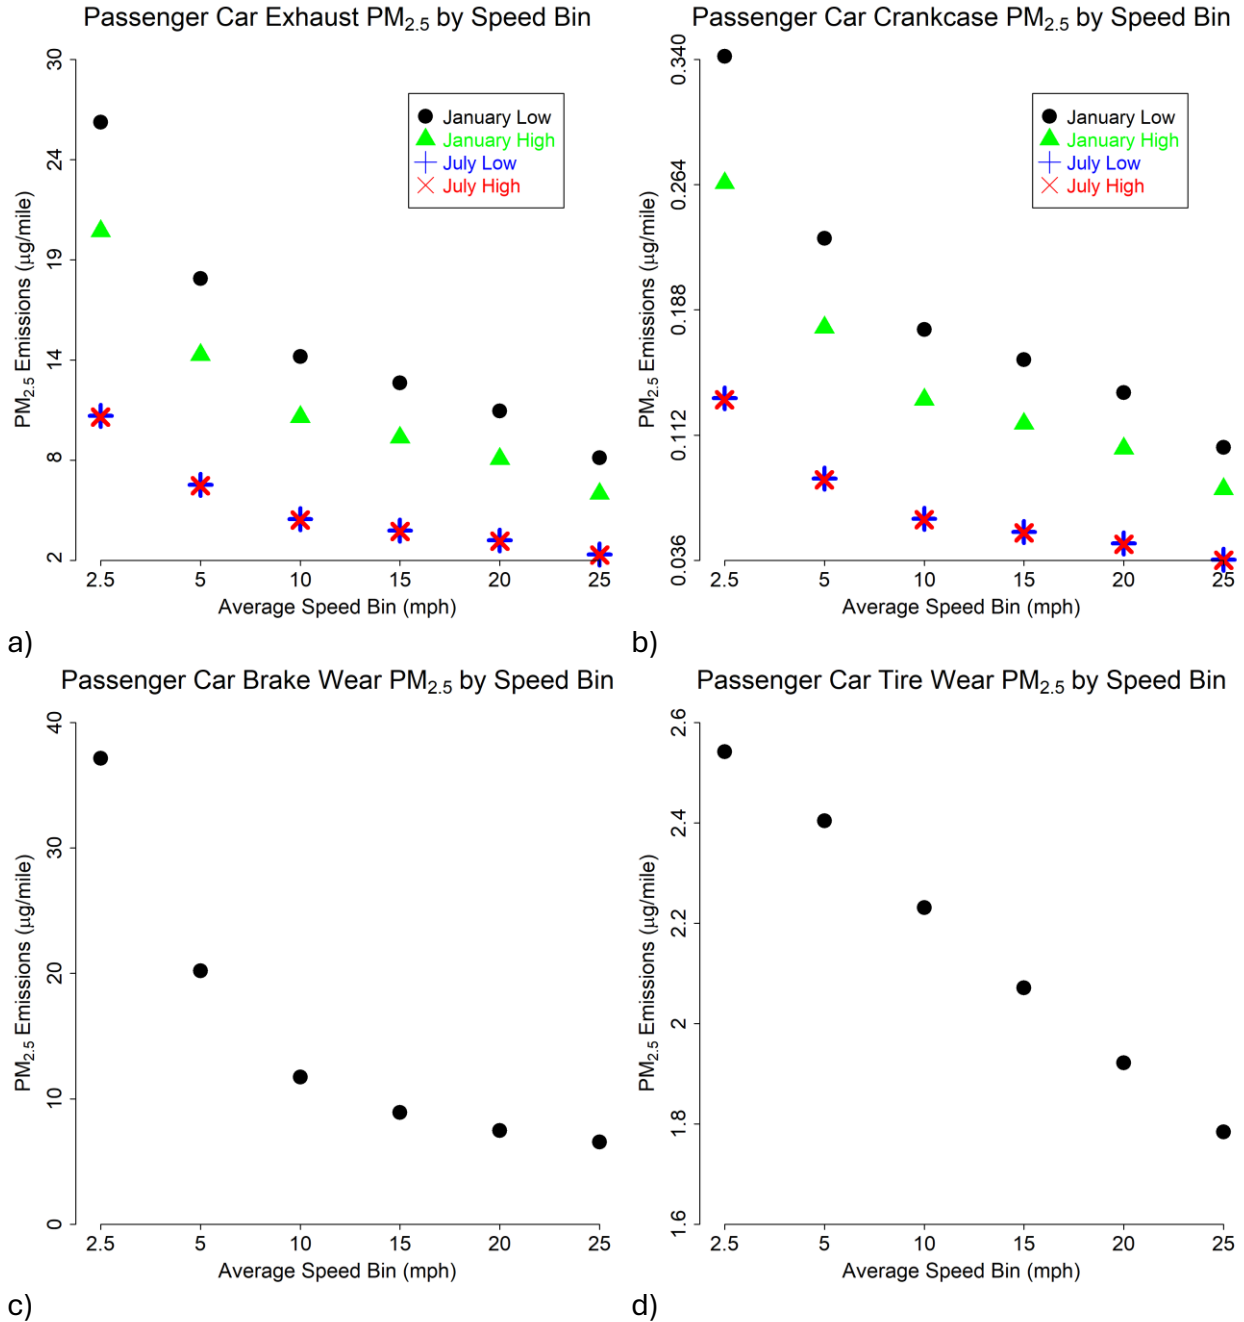 Passenger Car Exhaust PM2.5 by Speed Bin
PM2.5 Emissions (μg/mile)
30
24
19
14
8
2
January Low
January High
July Low
July High
2.5 5 10 15 20 25
Average Speed Bin (mph)
a)
Passenger Car Crankcase PM2.5 by Speed Bin
PM2.5 Emissions (μg/mile)
0.340
0.264
0.188
0.112
0.036
January Low
January High
July Low
July High
2.5 5 10 15 20 25
Average Speed Bin (mph)
b)
Passenger Car Brake Wear PM2.5 by Speed Bin
PM2.5 Emissions (μg/mile)
40
30
20
10
0
2.5 5 10 15 20 25
Average Speed Bin (mph)
c)
Passenger Car Tire Wear PM2.5 by Speed Bin
PM2.5 Emissions (μg/mile)
2.6
2.4
2.2
2
1.8
1.6
2.5 5 10 15 20 25
Average Speed Bin (mph)
d)